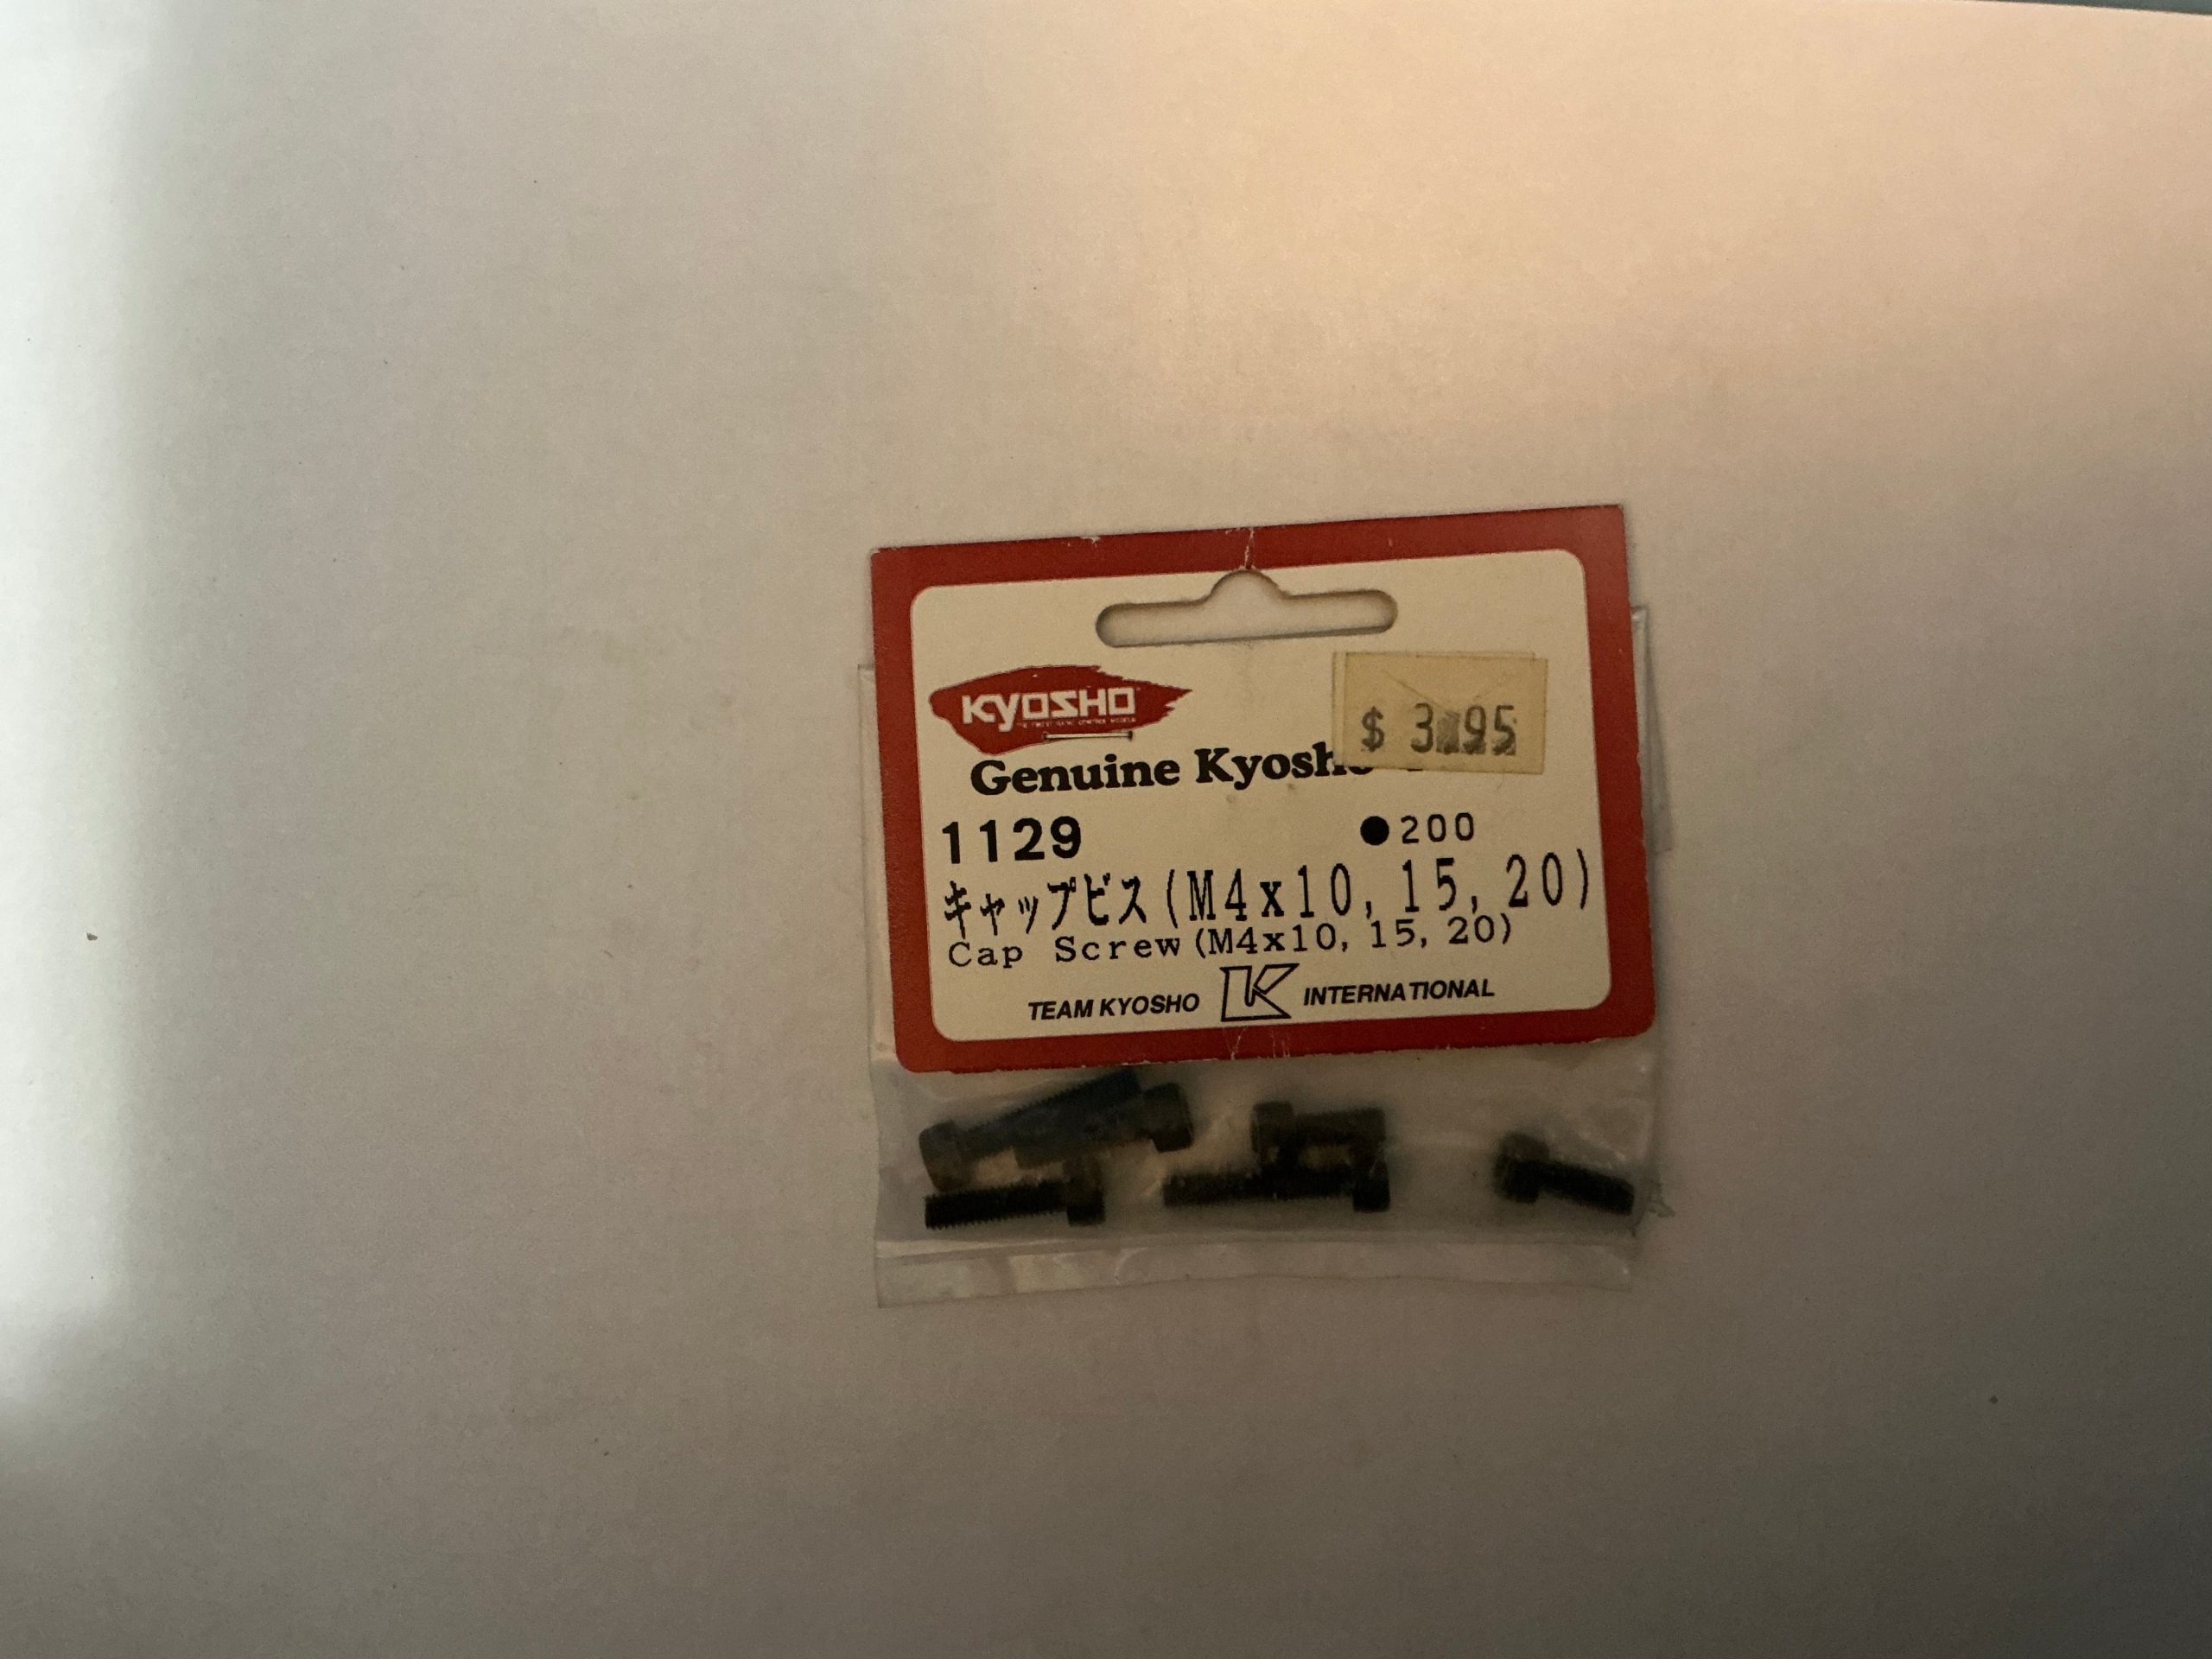 KYOSHO
$ 3.95
Genuine Kyosho
1129
●200
キャップビス(M4x10, 15, 20)
Cap Screw(M4x10, 15, 20)
TEAM KYOSHO K INTERNATIONAL